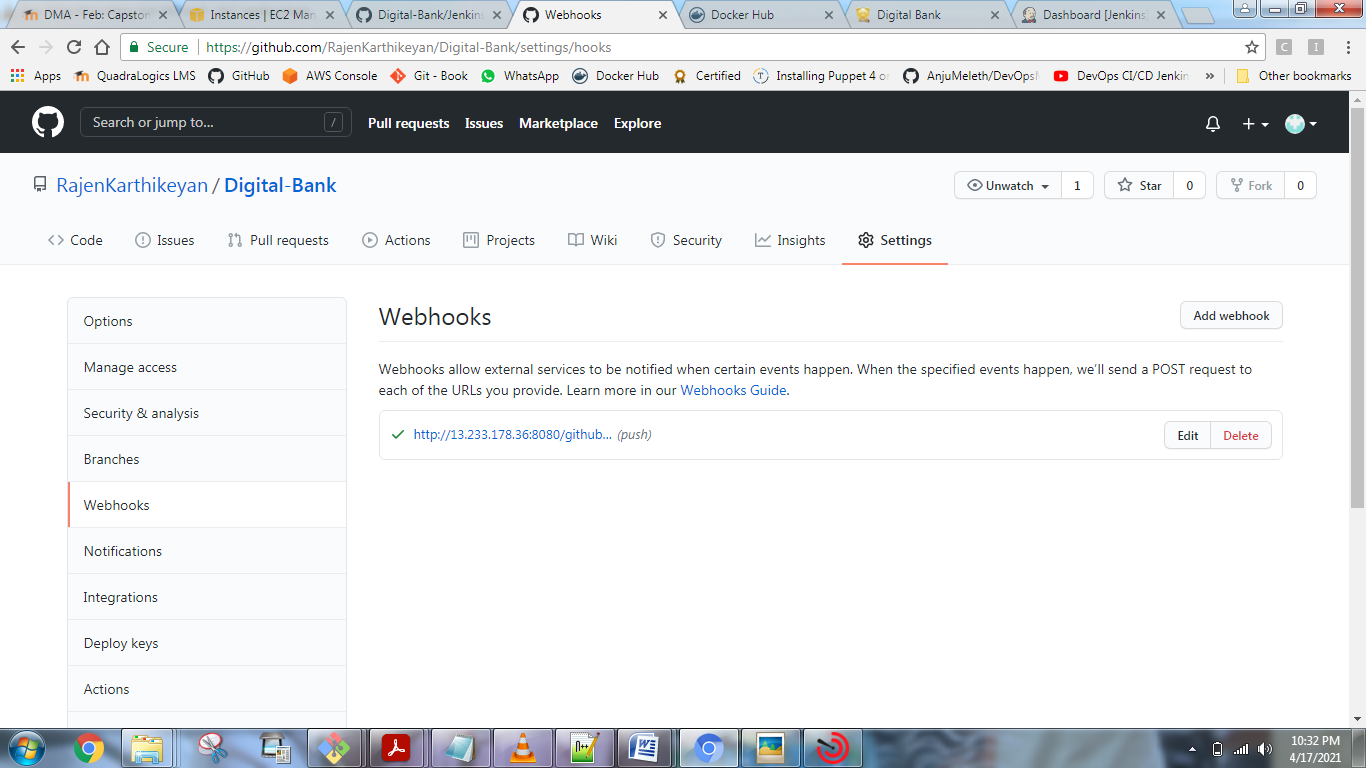 DMA - Feb: Capston
Instances | EC2 Man
Digital-Bank/Jenkins
Webhooks
Docker Hub
Digital Bank
Dashboard [Jenkins]
Secure
https://github.com/RajenKarthikeyan/Digital-Bank/settings/hooks
C
I
Apps
QuadraLogics LMS
GitHub
AWS Console
Git - Book
WhatsApp
Docker Hub
Certified
Installing Puppet 4 o
AnjuMeleth/DevOps
DevOps CI/CD Jenkin
»
Other bookmarks
Search or jump to...
/
Pull requests
Issues
Marketplace
Explore
RajenKarthikeyan / Digital-Bank
Unwatch
1
Star
0
Fork
0
Code
Issues
Pull requests
Actions
Projects
Wiki
Security
Insights
Settings
Options
Manage access
Security & analysis
Branches
Webhooks
Notifications
Integrations
Deploy keys
Actions
Webhooks
Add webhook
Webhooks allow external services to be notified when certain events happen. When the specified events happen, we’ll send a POST request to
each of the URLs you provide. Learn more in our Webhooks Guide.
http://13.233.178.36:8080/github... (push)
Edit
Delete
10:32 PM
4/17/2021